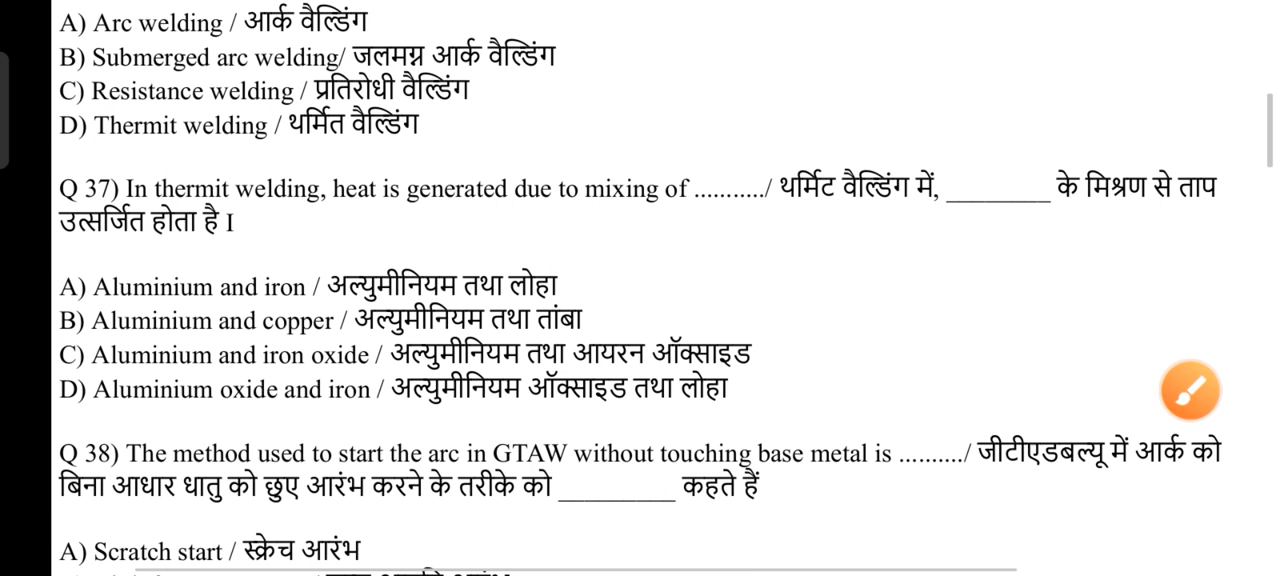 A) Arc welding / आर्क वैल्डिंग
B) Submerged arc welding/ जलमग्न आर्क वैल्डिंग
C) Resistance welding / प्रतिरोधी वैल्डिंग
D) Thermit welding / थर्मित वैल्डिंग
Q 37) In thermit welding, heat is generated due to mixing of .........../ थर्मिट वैल्डिंग में, ________ के मिश्रण से ताप
उत्सर्जित होता है I
A) Aluminium and iron / अल्युमीनियम तथा लोहा
B) Aluminium and copper / अल्युमीनियम तथा तांबा
C) Aluminium and iron oxide / अल्युमीनियम तथा आयरन ऑक्साइड
D) Aluminium oxide and iron / अल्युमीनियम ऑक्साइड तथा लोहा
Q 38) The method used to start the arc in GTAW without touching base metal is ........../ जीटीएडबल्यू में आर्क को
बिना आधार धातु को छुए आरंभ करने के तरीके को _________ कहते हैं
A) Scratch start / स्क्रेच आरंभ